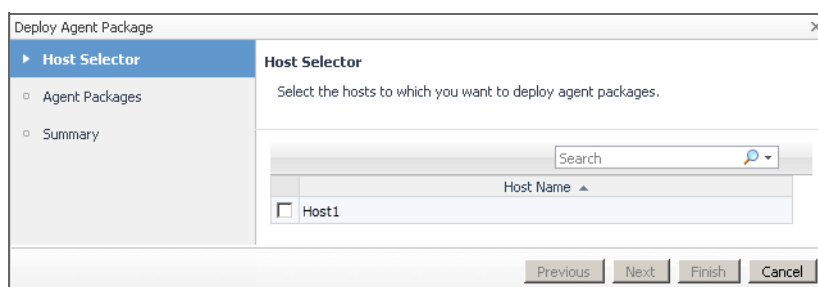 Deploy Agent Package
Host Selector
Agent Packages
Summary
Host Selector
Select the hosts to which you want to deploy agent packages.
Search
Host Name
Host1
Previous Next Finish Cancel